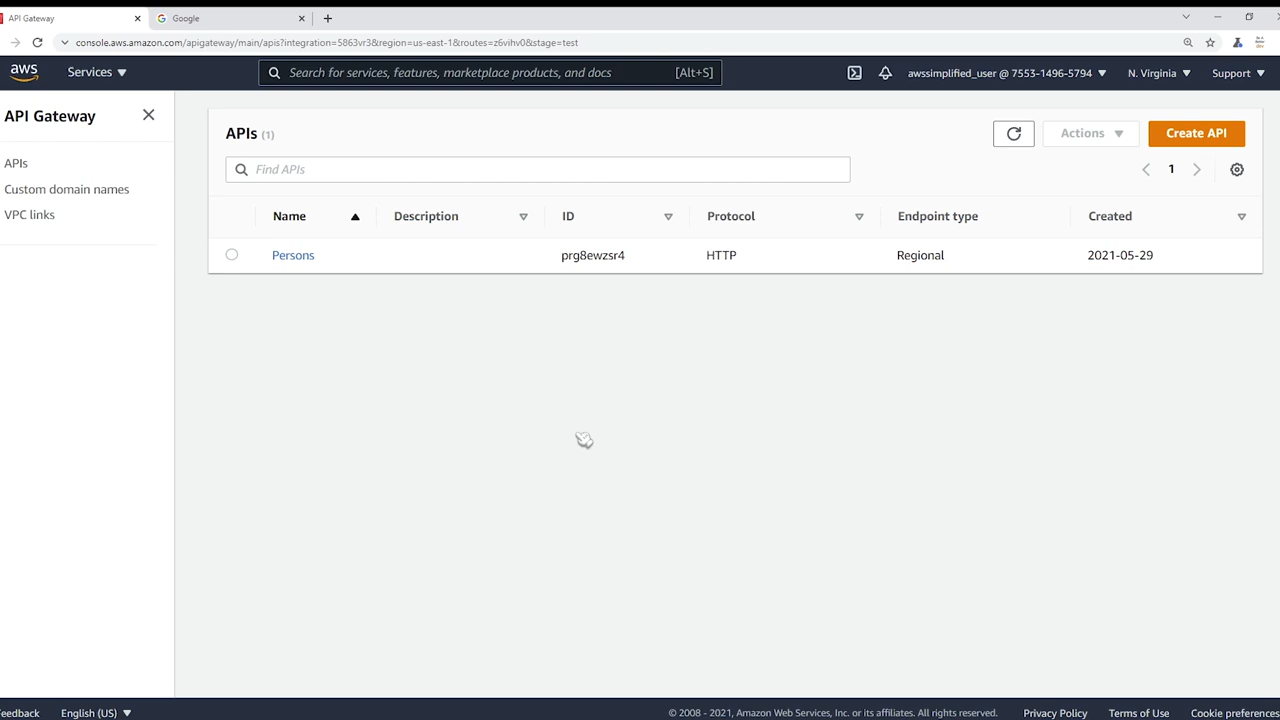 API Gateway
Google
console.aws.amazon.com/apigateway/main/apis?integration=5863vr3&region=us-east-1&routes=z6vihv0&stage=test
aws
Services
Search for services, features, marketplace products, and docs
[Alt+S]
awssimplified_user @ 7553-1496-5794
N. Virginia
Support
API Gateway
APIs
Custom domain names
VPC links
APIs (1)
Actions
Create API
Find APIs
1
Name Description ID Protocol Endpoint type Created
Persons prg8ewzsr4 HTTP Regional 2021-05-29
eedback English (US) © 2008 - 2021, Amazon Web Services, Inc. or its affiliates. All rights reserved. Privacy Policy Terms of Use Cookie preferences